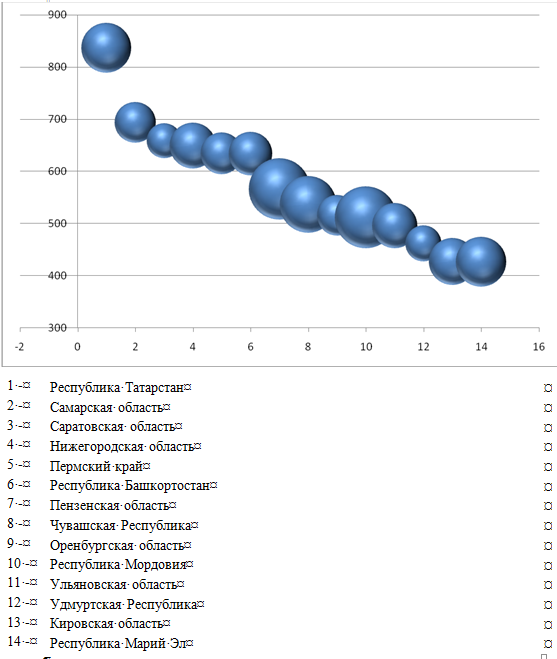 900
800
700
600
500
400
300
-2 0 2 4 6 8 10 12 14 16
1 - Республика Татарстан
2 - Самарская область
3 - Саратовская область
4 - Нижегородская область
5 - Пермский край
6 - Республика Башкортостан
7 - Пензенская область
8 - Чувашская Республика
9 - Оренбургская область
10 - Республика Мордовия
11 - Ульяновская область
12 - Удмуртская Республика
13 - Кировская область
14 - Республика Марий Эл